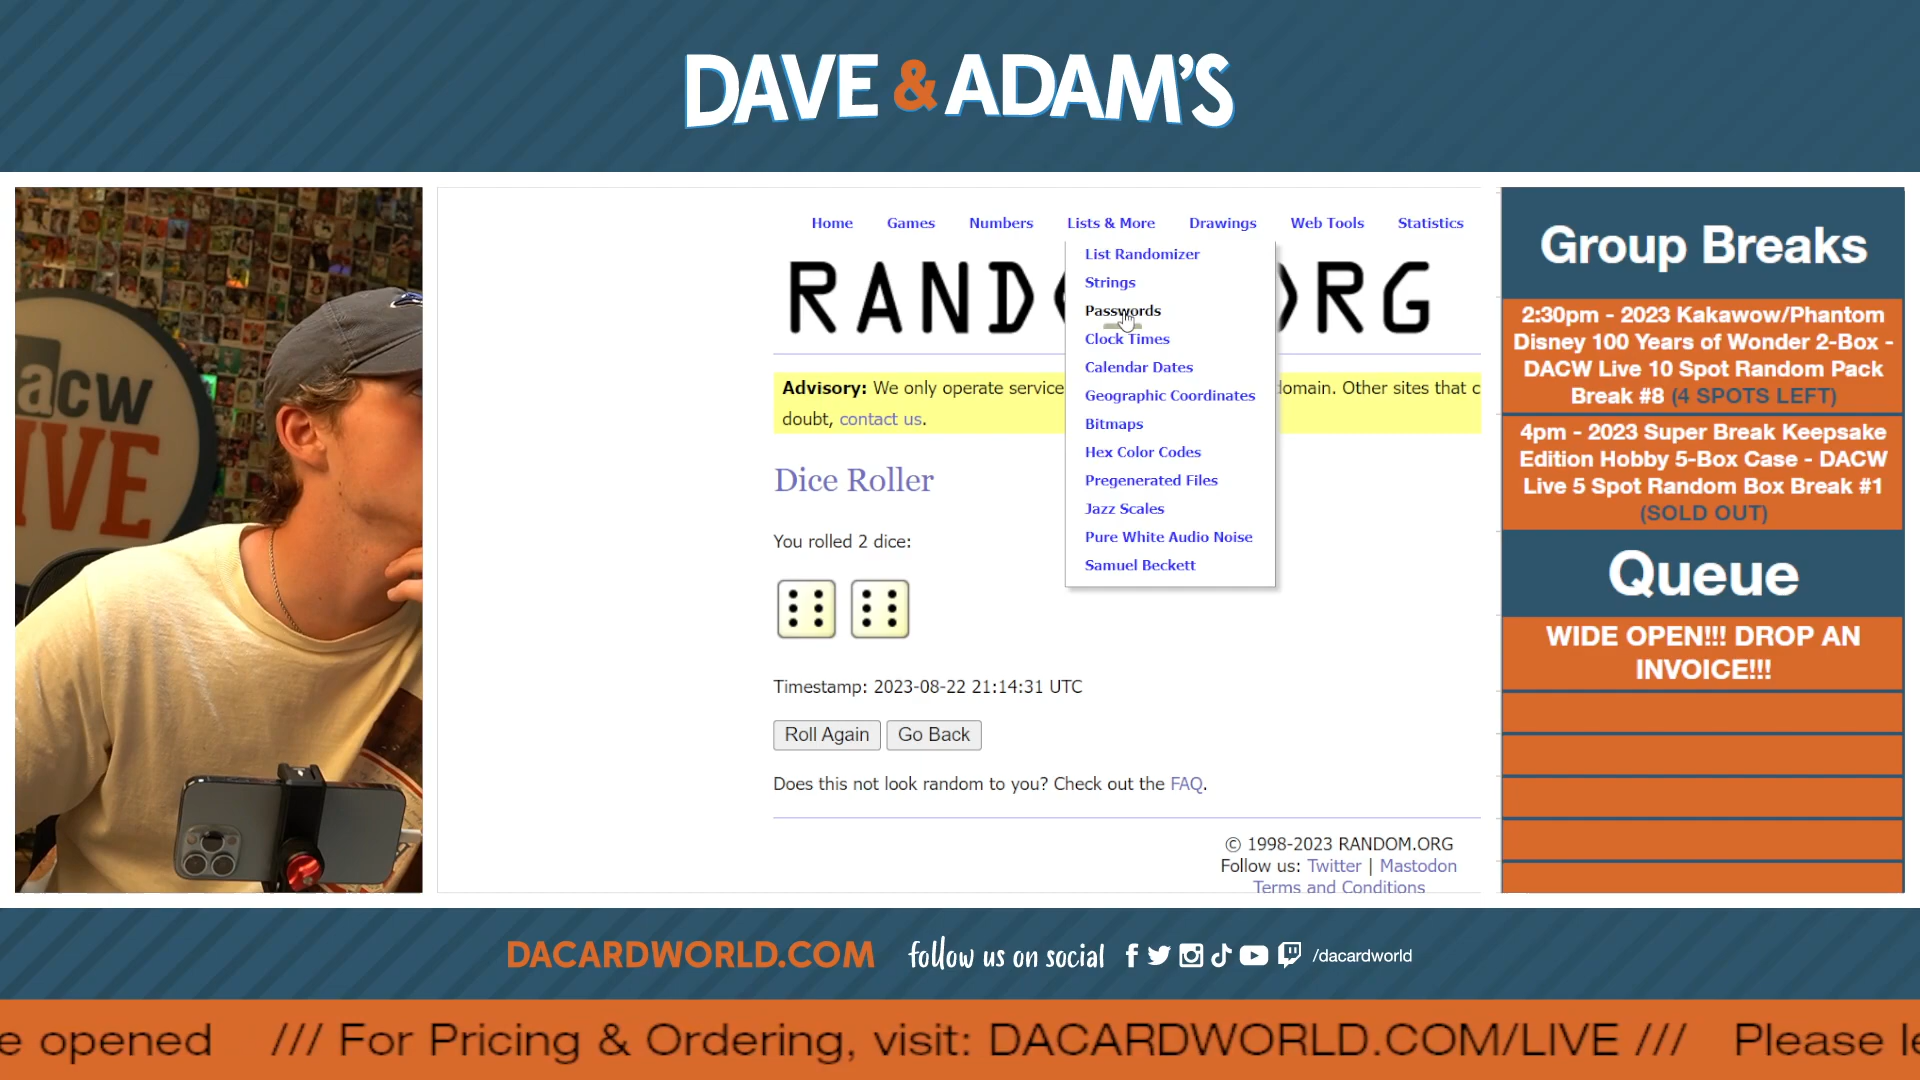 DAVE & ADAM'S
acw
IVE
Home Games Numbers Lists & More Drawings Web Tools Statistics
List Randomizer
Strings
Passwords
Clock Times
Calendar Dates
Geographic Coordinates
Bitmaps
Hex Color Codes
Pregenerated Files
Jazz Scales
Pure White Audio Noise
Samuel Beckett
RAND RG
Advisory: We only operate service omain. Other sites that c
doubt, contact us.
Dice Roller
You rolled 2 dice:
Timestamp: 2023-08-22 21:14:31 UTC
Roll Again Go Back
Does this not look random to you? Check out the FAQ.
© 1998-2023 RANDOM.ORG
Follow us: Twitter | Mastodon
Terms and Conditions
Group Breaks
2:30pm - 2023 Kakawow/Phantom
Disney 100 Years of Wonder 2-Box -
DACW Live 10 Spot Random Pack
Break #8 (4 SPOTS LEFT)
4pm - 2023 Super Break Keepsake
Edition Hobby 5-Box Case - DACW
Live 5 Spot Random Box Break #1
(SOLD OUT)
Queue
WIDE OPEN!!! DROP AN
INVOICE!!!
DACARDWORLD.COM follow us on social /dacardworld
e opened /// For Pricing & Ordering, visit: DACARDWORLD.COM/LIVE /// Please le